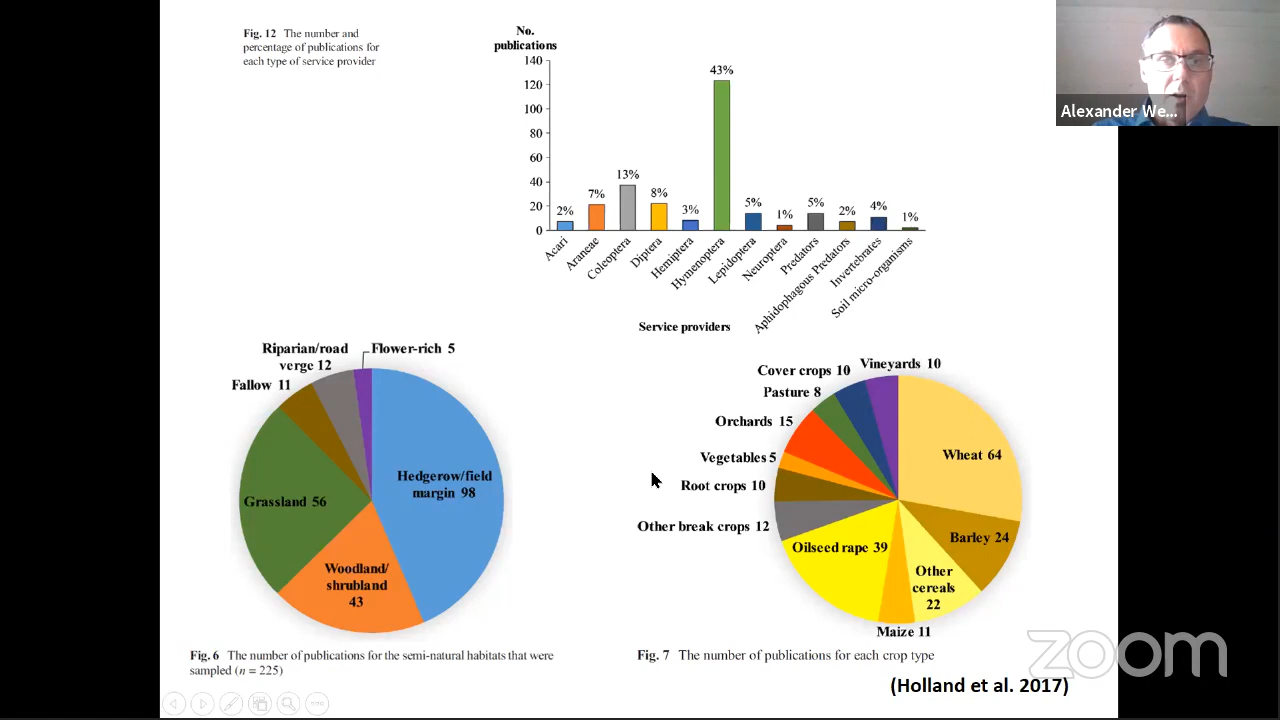 Fig. 12 The number and
percentage of publications for
each type of service provider
No.
publications
140
120
100
80
60
40
20
0
2%
7%
13%
8%
3%
43%
5%
1%
5%
2%
4%
1%
Acari
Araneae
Coleoptera
Diptera
Hemiptera
Hymenoptera
Lepidoptera
Neuroptera
Predators
Aphidophagous Predators
Invertebrates
Soil micro-organisms
Service providers
Alexander We...
Riparian/road
verge 12
Flower-rich 5
Fallow 11
Hedgerow/field
margin 98
Grassland 56
Woodland/
shrubland
43
Fig. 6 The number of publications for the semi-natural habitats that were
sampled (n = 225)
Cover crops 10
Vineyards 10
Pasture 8
Orchards 15
Vegetables 5
Root crops 10
Other break crops 12
Wheat 64
Barley 24
Oilseed rape 39
Other
cereals
22
Maize 11
Fig. 7 The number of publications for each crop type
(Holland et al. 2017)
zoom